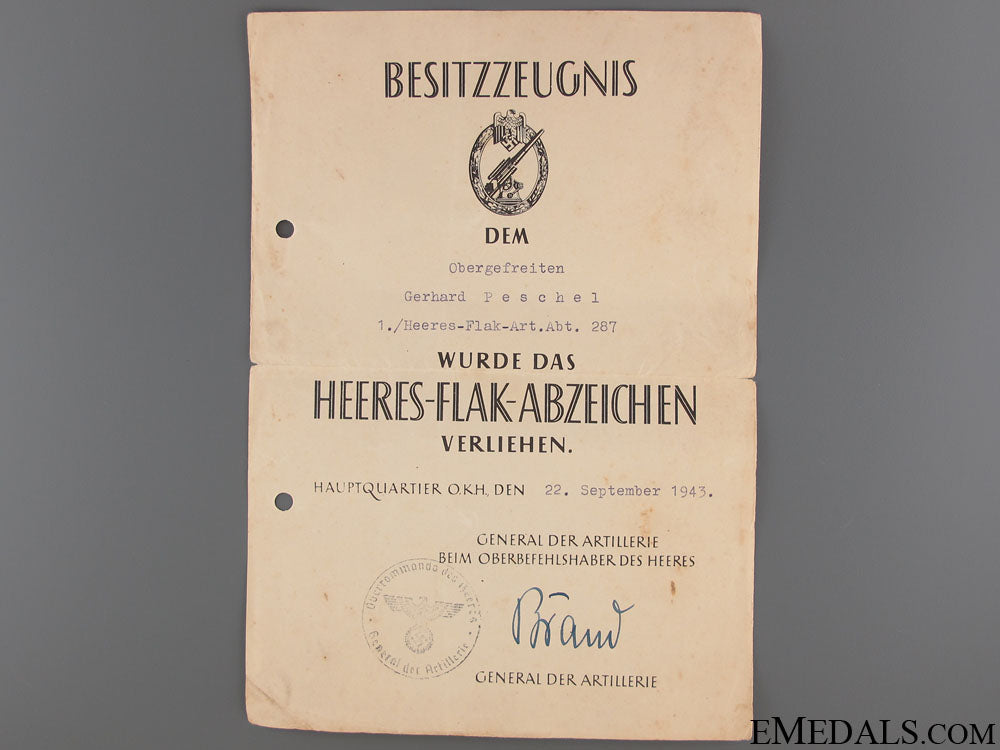 BESITZZEUGNIS
DEM
Obergefreiten
Gerhard P e s c h e l
1./Heeres-Flak-Art.Abt. 287
WURDE DAS
HEERES-FLAK-ABZEICHEN
VERLIEHEN.
HAUPTQUARTIER O.K.H., DEN 22. September 1943.
GENERAL DER ARTILLERIE
BEIM OBERBEFEHLSHABER DES HEERES
Oberkommando des Heeres
General der Artillerie
Brand
GENERAL DER ARTILLERIE
EMEDALS.COM